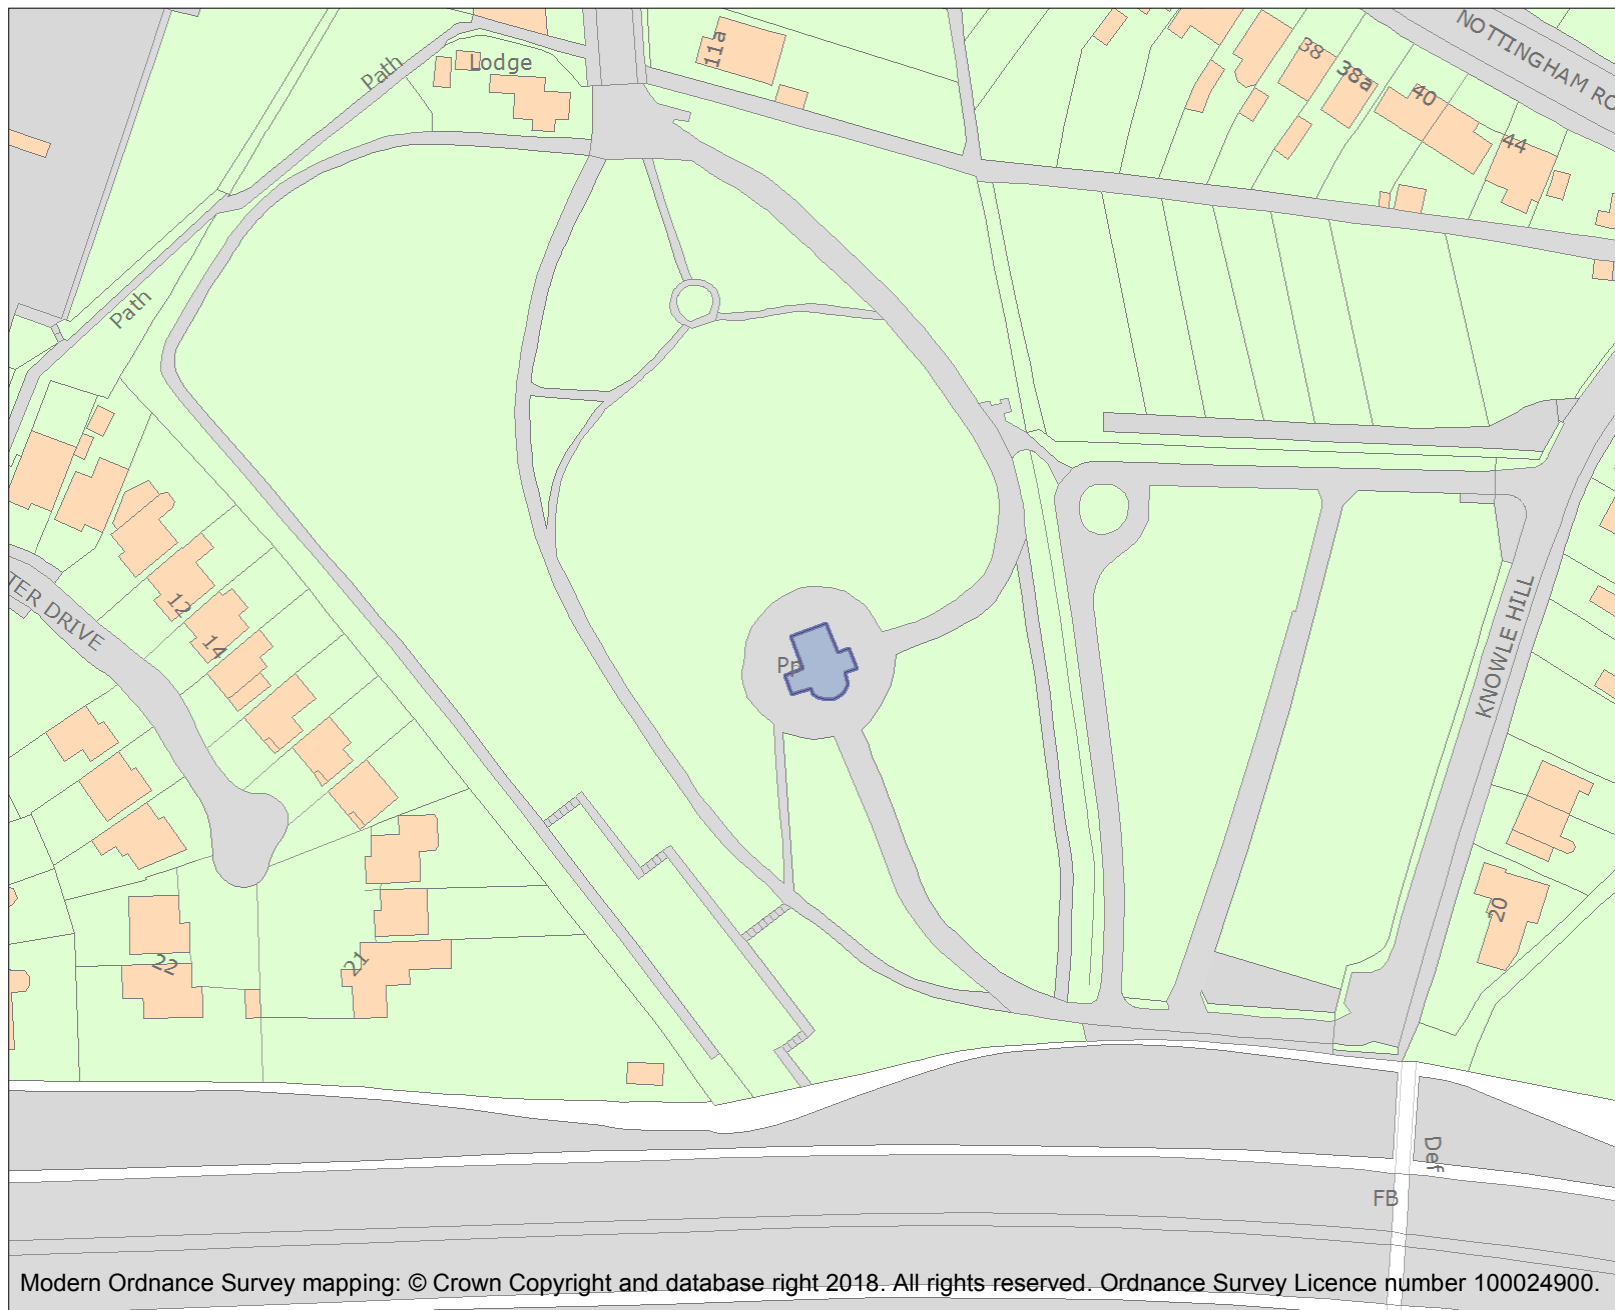 NOTTINGHAM RO
11a
38
Lodge
Path
38a
40
44
Path
TER DRIVE
12
14
KNOWLE HILL
Pp
20
22
21
Def
FB
Modern Ordnance Survey mapping: © Crown Copyright and database right 2018. All rights reserved. Ordnance Survey Licence number 100024900.